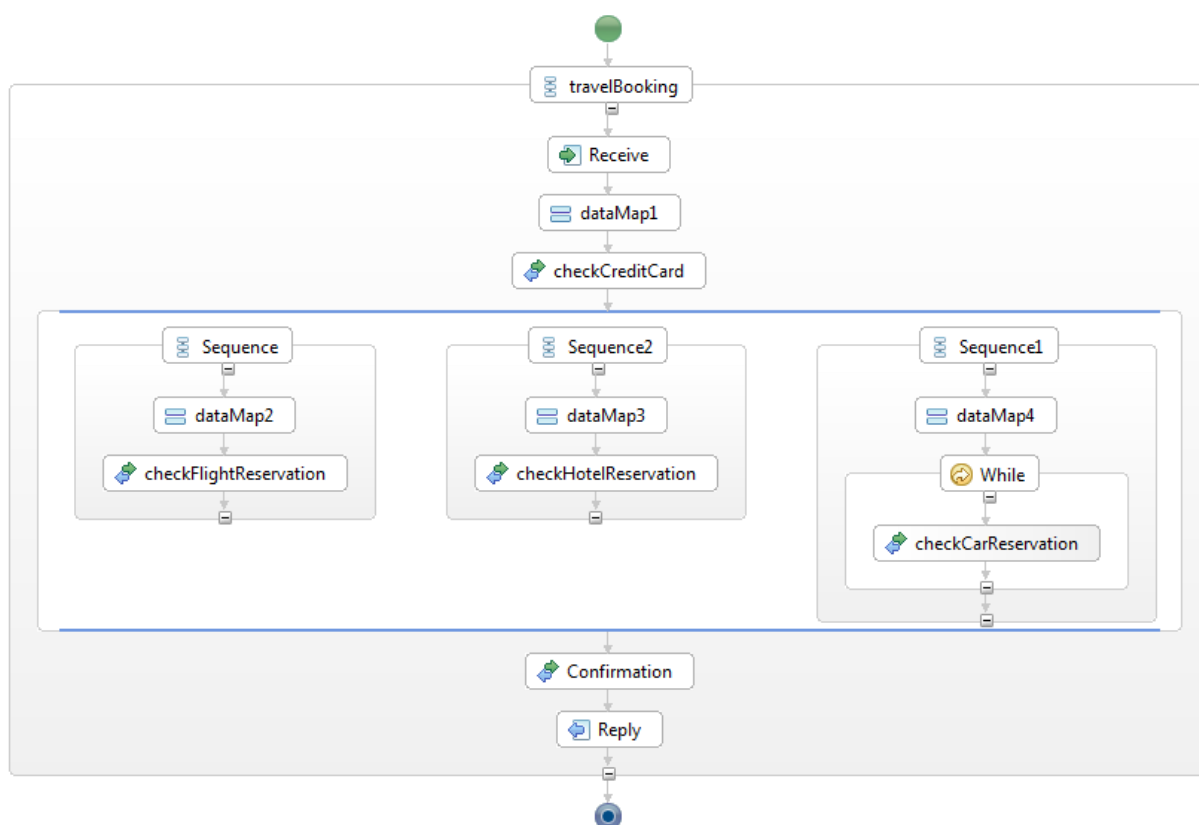 travelBooking
Receive
dataMap1
checkCreditCard
Sequence
Sequence2
Sequence1
dataMap2
dataMap3
dataMap4
checkFlightReservation
checkHotelReservation
While
checkCarReservation
Confirmation
Reply